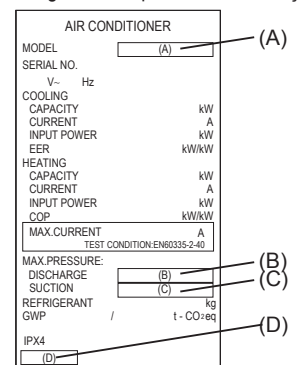 AIR CONDITIONER
MODEL (A) (A)
SERIAL NO.
V~ Hz
COOLING
CAPACITY kW
CURRENT A
INPUT POWER kW
EER kW/kW
HEATING
CAPACITY kW
CURRENT A
INPUT POWER kW
COP kW/kW
MAX.CURRENT A
TEST CONDITION:EN60335-2-40
MAX.PRESSURE:
DISCHARGE (B) (B)
SUCTION (C) (C)
REFRIGERANT kg
GWP / t - CO2eq
IPX4
(D) (D)